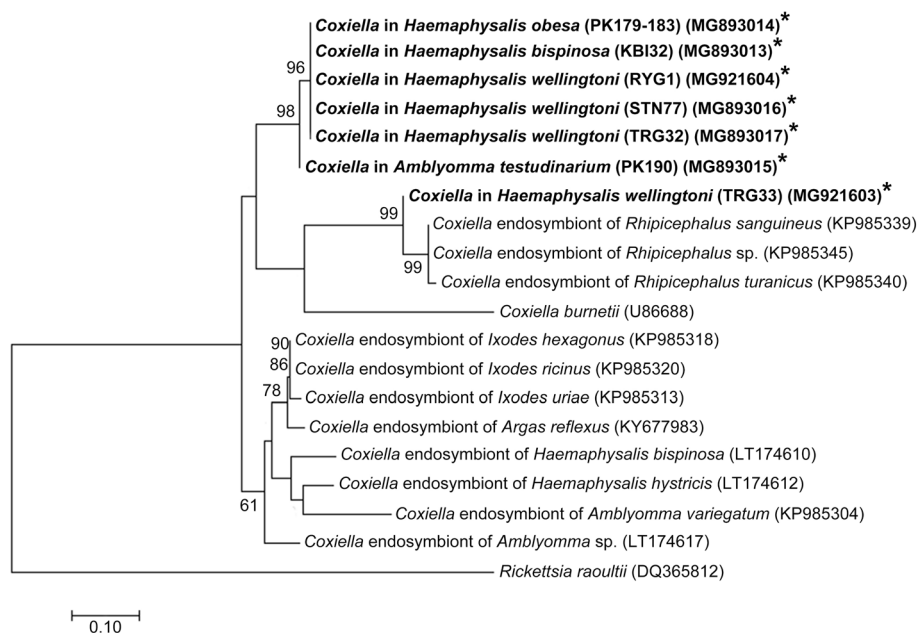 Coxiella in Haemaphysalis obesa (PK179-183) (MG893014)*
Coxiella in Haemaphysalis bispinosa (KBI32) (MG893013)*
96
Coxiella in Haemaphysalis wellingtoni (RYG1) (MG921604)*
98
Coxiella in Haemaphysalis wellingtoni (STN77) (MG893016)*
Coxiella in Haemaphysalis wellingtoni (TRG32) (MG893017)*
Coxiella in Amblyomma testudinarium (PK190) (MG893015)*
Coxiella in Haemaphysalis wellingtoni (TRG33) (MG921603)*
99
Coxiella endosymbiont of Rhipicephalus sanguineus (KP985339)
Coxiella endosymbiont of Rhipicephalus sp. (KP985345)
99
Coxiella endosymbiont of Rhipicephalus turanicus (KP985340)
Coxiella burnetii (U86688)
90
Coxiella endosymbiont of Ixodes hexagonus (KP985318)
86
Coxiella endosymbiont of Ixodes ricinus (KP985320)
78
Coxiella endosymbiont of Ixodes uriae (KP985313)
Coxiella endosymbiont of Argas reflexus (KY677983)
Coxiella endosymbiont of Haemaphysalis bispinosa (LT174610)
Coxiella endosymbiont of Haemaphysalis hystricis (LT174612)
61
Coxiella endosymbiont of Amblyomma variegatum (KP985304)
Coxiella endosymbiont of Amblyomma sp. (LT174617)
Rickettsia raoultii (DQ365812)
0.10